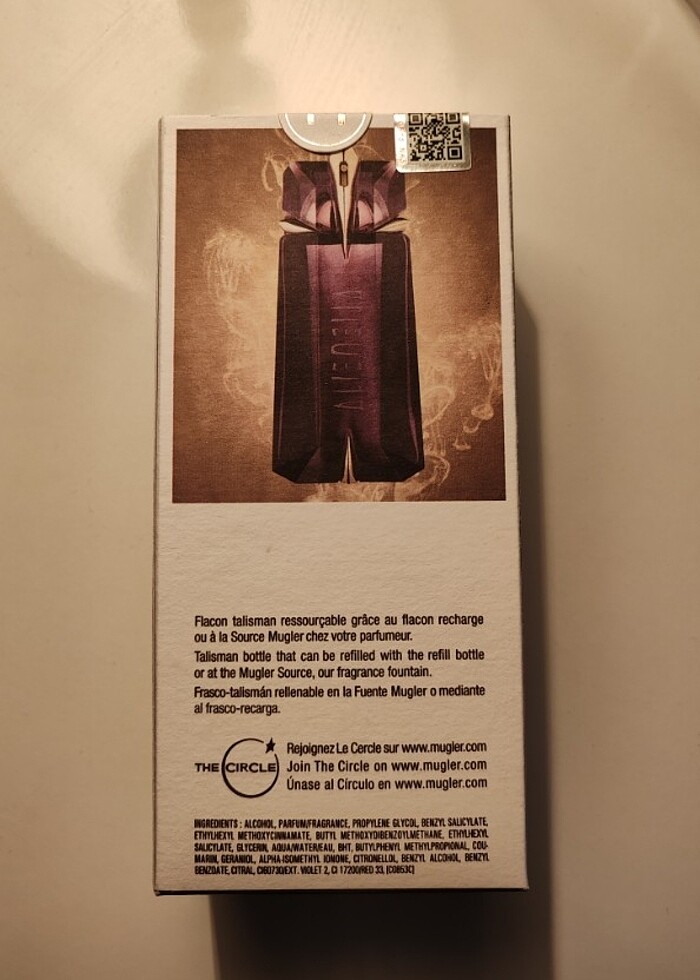 Flacon talisman ressourçable grâce au flacon recharge
ou à la Source Mugler chez votre parfumeur.
Talisman bottle that can be refilled with the refill bottle
or at the Mugler Source, our fragrance fountain.
Frasco-talismán rellenable en la Fuente Mugler o mediante
al frasco-recarga.
THE CIRCLE
Rejoignez Le Cercle sur www.mugler.com
Join The Circle on www.mugler.com
Únase al Círculo en www.mugler.com
INGREDIENTS : ALCOHOL, PARFUM/FRAGRANCE, PROPYLENE GLYCOL, BENZYL SALICYLATE,
ETHYLHEXYL METHOXYCINNAMATE, BUTYL METHOXYDIBENZOYLMETHANE, ETHYLHEXYL
SALICYLATE, GLYCERIN, AQUA/WATER/EAU, BHT, BUTYLPHENYL METHYLPROPIONAL, COU-
MARIN, GERANIOL, ALPHA-ISOMETHYL IONONE, CITRONELLOL, BENZYL ALCOHOL, BENZYL
BENZOATE, CITRAL, CI60730/EXT. VIOLET 2, CI 17200/RED 33, (C0853C)